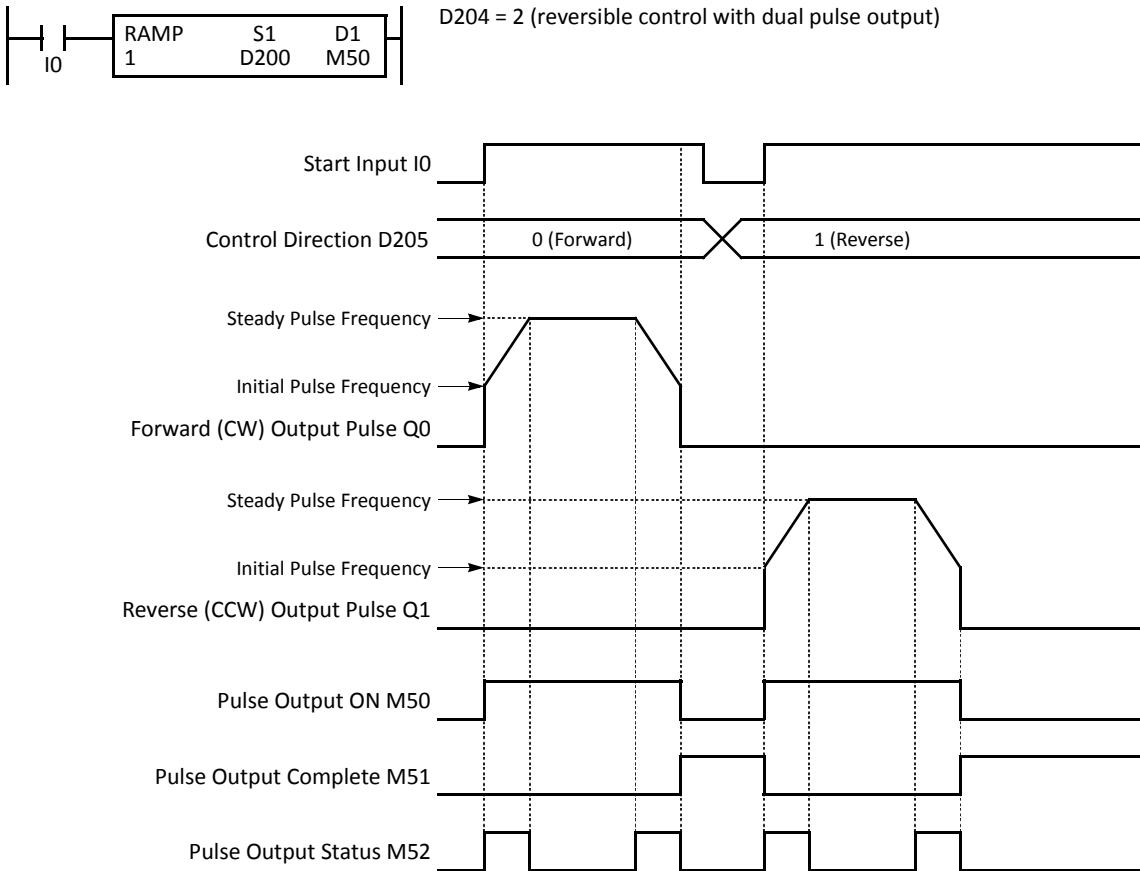 D204 = 2 (reversible control with dual pulse output)
RAMP S1 D1
1 D200 M50
I0
Start Input I0
Control Direction D205
0 (Forward)
1 (Reverse)
Steady Pulse Frequency
Initial Pulse Frequency
Forward (CW) Output Pulse Q0
Steady Pulse Frequency
Initial Pulse Frequency
Reverse (CCW) Output Pulse Q1
Pulse Output ON M50
Pulse Output Complete M51
Pulse Output Status M52